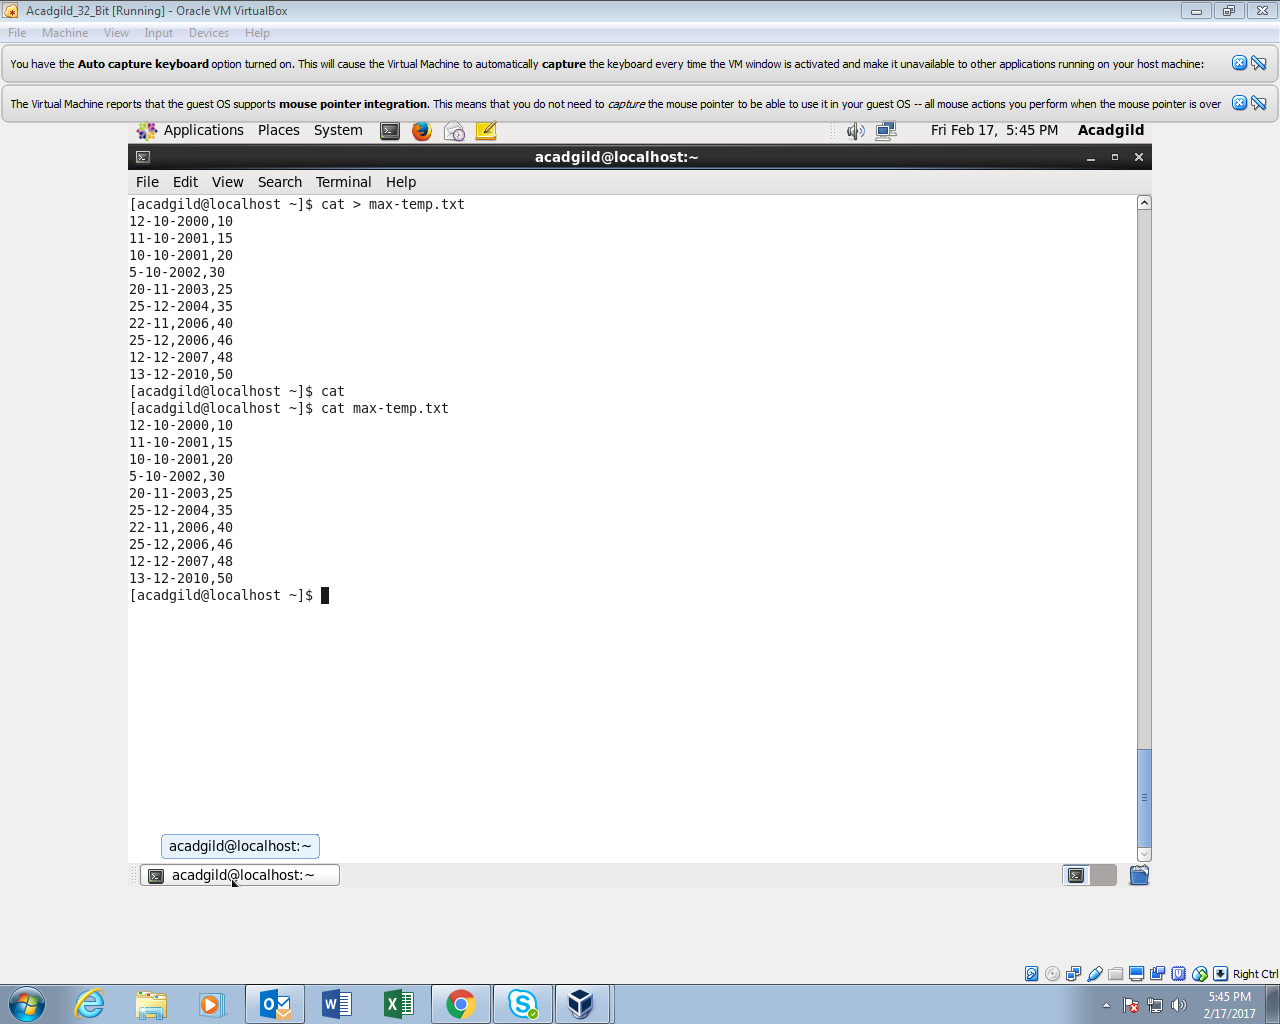 Acadgild_32_Bit [Running] - Oracle VM VirtualBox
File Machine View Input Devices Help
You have the Auto capture keyboard option turned on. This will cause the Virtual Machine to automatically capture the keyboard every time the VM window is activated and make it unavailable to other applications running on your host machine:
The Virtual Machine reports that the guest OS supports mouse pointer integration. This means that you do not need to capture the mouse pointer to be able to use it in your guest OS -- all mouse actions you perform when the mouse pointer is over
Applications Places System Fri Feb 17, 5:45 PM Acadgild
acadgild@localhost:~
File Edit View Search Terminal Help
[acadgild@localhost ~]$ cat > max-temp.txt
12-10-2000,10
11-10-2001,15
10-10-2001,20
5-10-2002,30
20-11-2003,25
25-12-2004,35
22-11,2006,40
25-12,2006,46
12-12-2007,48
13-12-2010,50
[acadgild@localhost ~]$ cat
[acadgild@localhost ~]$ cat max-temp.txt
12-10-2000,10
11-10-2001,15
10-10-2001,20
5-10-2002,30
20-11-2003,25
25-12-2004,35
22-11,2006,40
25-12,2006,46
12-12-2007,48
13-12-2010,50
[acadgild@localhost ~]$
acadgild@localhost:~
acadgild@localhost:~
Right Ctrl
5:45 PM
2/17/2017